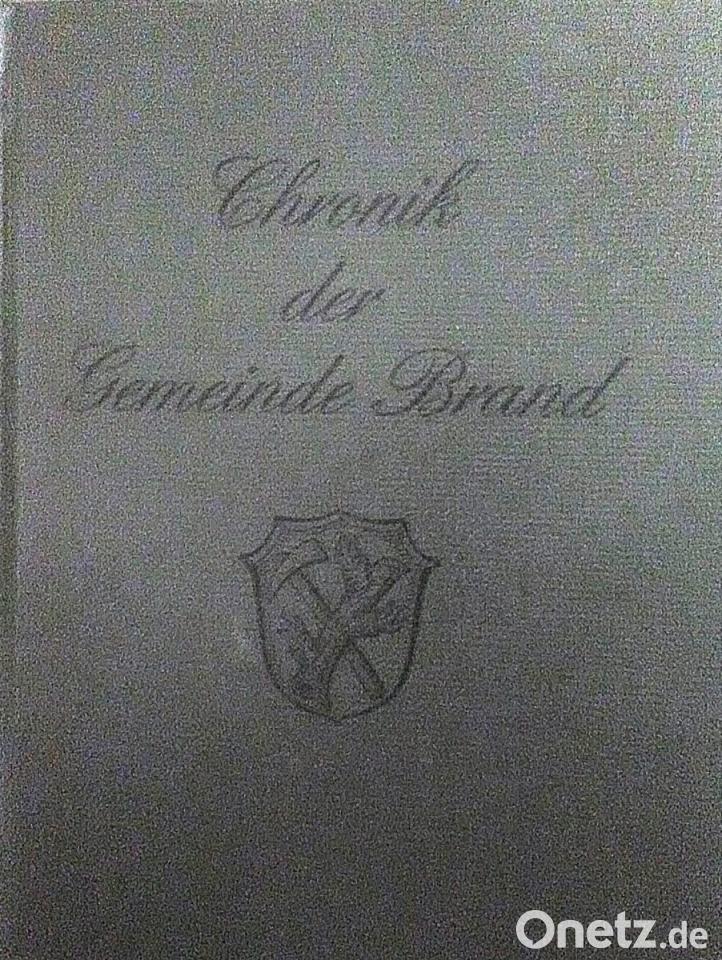 Chronik
der
Gemeinde Brand
Onetz.de